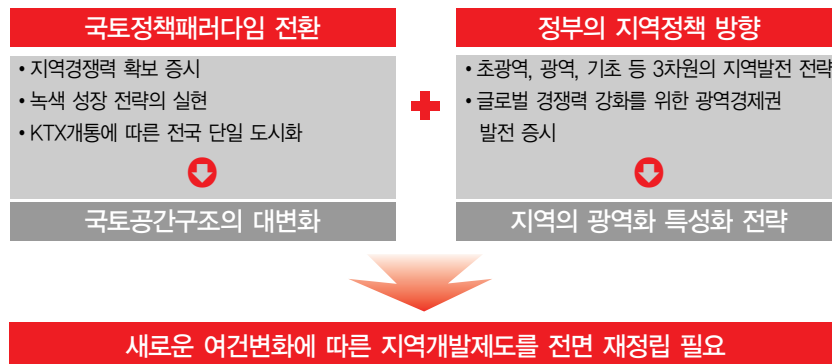 국토정책패러다임 전환
• 지역경쟁력 확보 증시
• 녹색 성장 전략의 실현
• KTX개통에 따른 전국 단일 도시화
국토공간구조의 대변화
정부의 지역정책 방향
• 초광역, 광역, 기초 등 3차원의 지역발전 전략
• 글로벌 경쟁력 강화를 위한 광역경제권
발전 증시
지역의 광역화 특성화 전략
새로운 여건변화에 따른 지역개발제도를 전면 재정립 필요